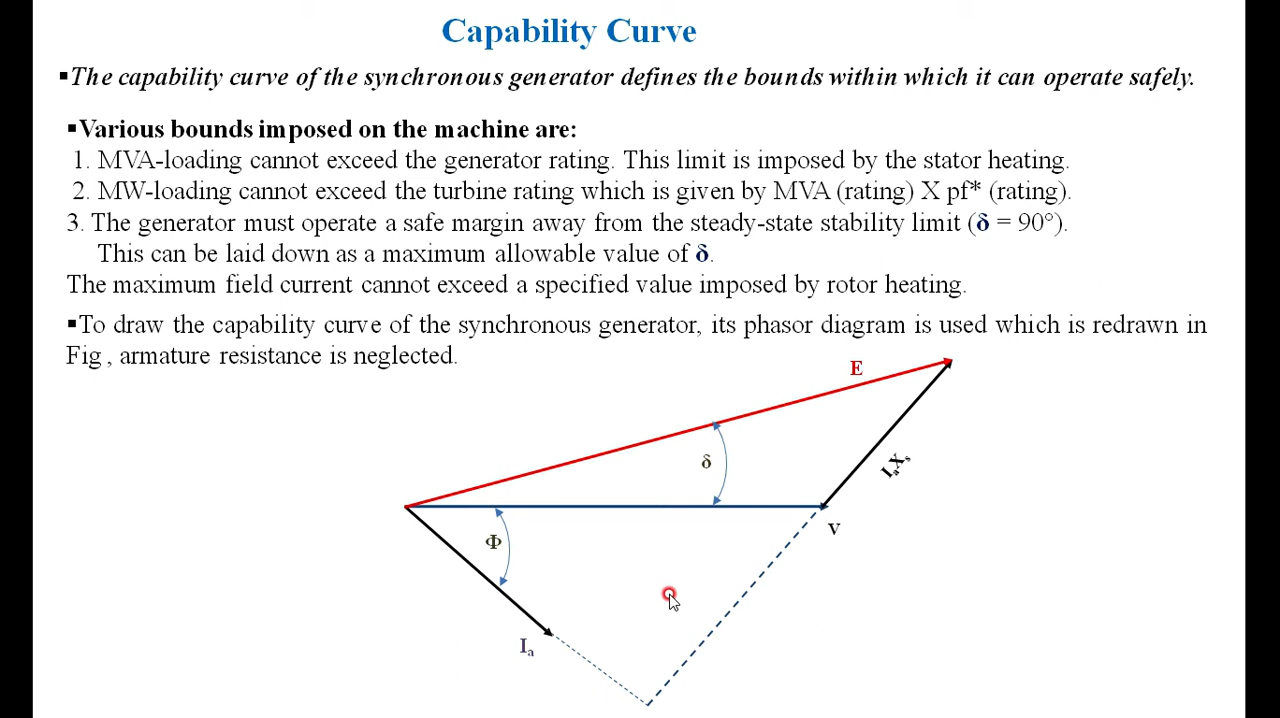 Capability Curve
▪The capability curve of the synchronous generator defines the bounds within which it can operate safely.
▪Various bounds imposed on the machine are:
1. MVA-loading cannot exceed the generator rating. This limit is imposed by the stator heating.
2. MW-loading cannot exceed the turbine rating which is given by MVA (rating) X pf* (rating).
3. The generator must operate a safe margin away from the steady-state stability limit (δ = 90°).
This can be laid down as a maximum allowable value of δ.
The maximum field current cannot exceed a specified value imposed by rotor heating.
▪To draw the capability curve of the synchronous generator, its phasor diagram is used which is redrawn in
Fig , armature resistance is neglected.
E
δ
IₐXₛ
V
Φ
Iₐ